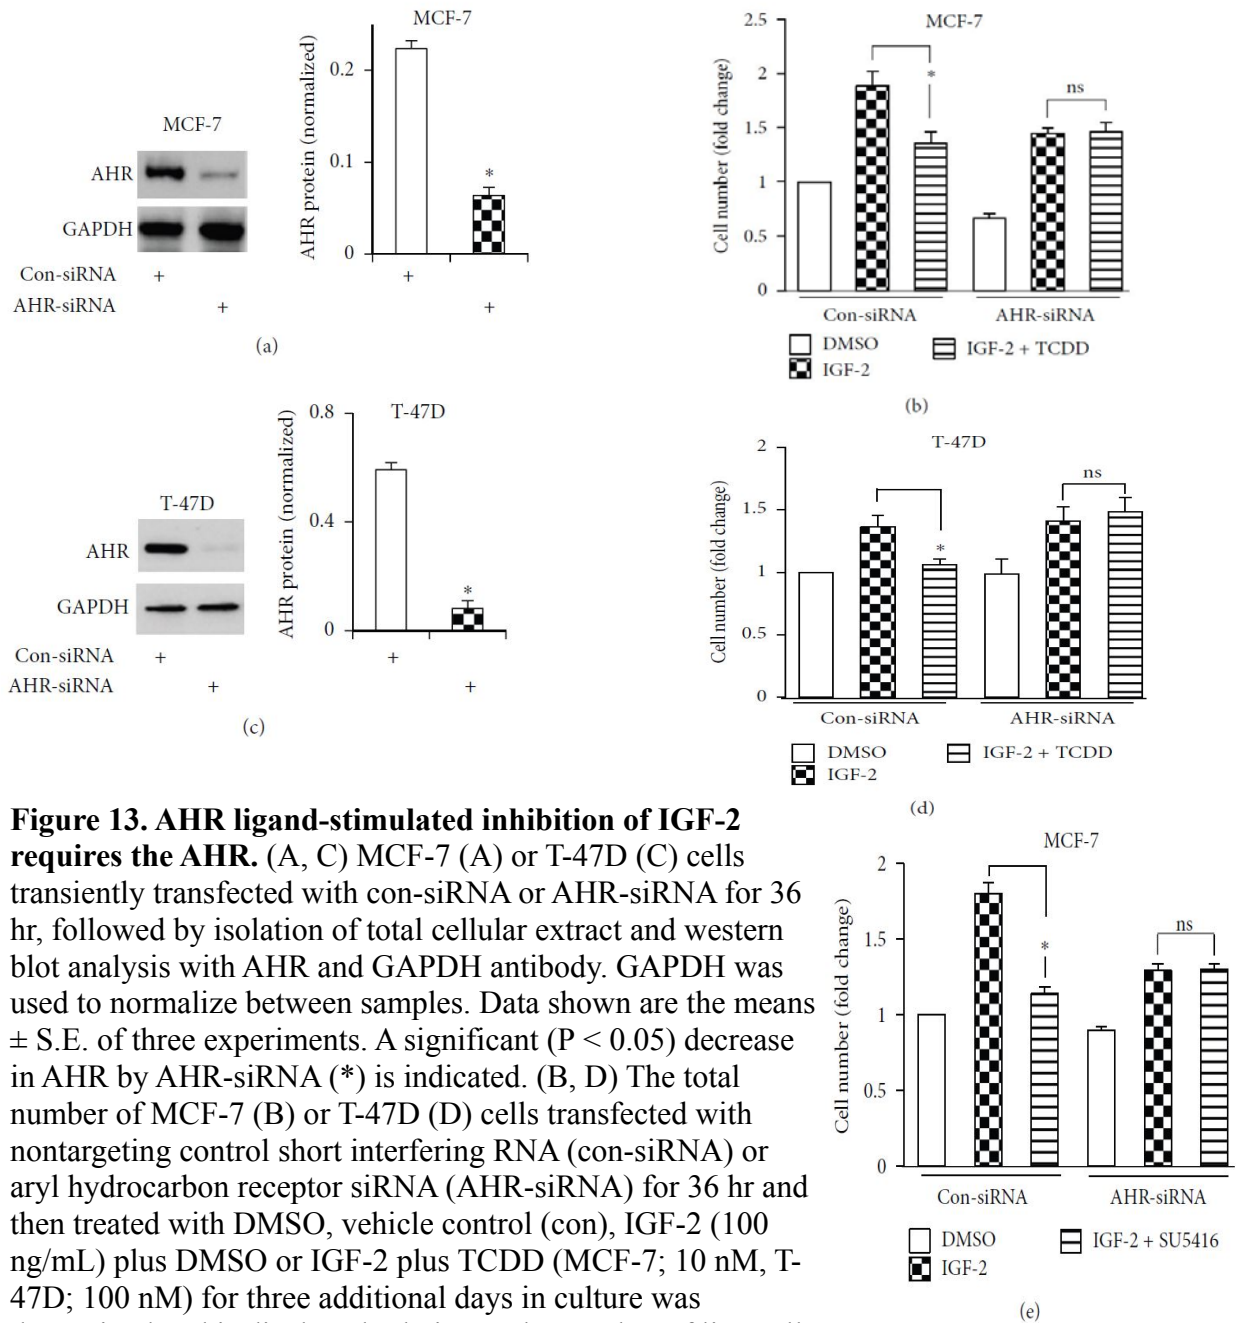 MCF-7
AHR
GAPDH
Con-siRNA +
AHR-siRNA +
MCF-7
AHR protein (normalized)
0.2
0.1
0
*
+
+
(a)
MCF-7
Cell number (fold change)
2.5
2
1.5
1
0.5
0
*
ns
Con-siRNA AHR-siRNA
DMSO
IGF-2
IGF-2 + TCDD
(b)
T-47D
AHR
GAPDH
Con-siRNA +
AHR-siRNA +
T-47D
AHR protein (normalized)
0.8
0.4
0
*
+
+
(c)
T-47D
Cell number (fold change)
2
1.5
1
0.5
0
*
ns
Con-siRNA AHR-siRNA
DMSO
IGF-2
IGF-2 + TCDD
(d)
Figure 13. AHR ligand-stimulated inhibition of IGF-2
requires the AHR. (A, C) MCF-7 (A) or T-47D (C) cells
transiently transfected with con-siRNA or AHR-siRNA for 36
hr, followed by isolation of total cellular extract and western
blot analysis with AHR and GAPDH antibody. GAPDH was
used to normalize between samples. Data shown are the means
± S.E. of three experiments. A significant (P < 0.05) decrease
in AHR by AHR-siRNA (*) is indicated. (B, D) The total
number of MCF-7 (B) or T-47D (D) cells transfected with
nontargeting control short interfering RNA (con-siRNA) or
aryl hydrocarbon receptor siRNA (AHR-siRNA) for 36 hr and
then treated with DMSO, vehicle control (con), IGF-2 (100
ng/mL) plus DMSO or IGF-2 plus TCDD (MCF-7; 10 nM, T-
47D; 100 nM) for three additional days in culture was
MCF-7
Cell number (fold change)
2
1.5
1
0.5
0
*
ns
Con-siRNA AHR-siRNA
DMSO
IGF-2
IGF-2 + SU5416
(e)